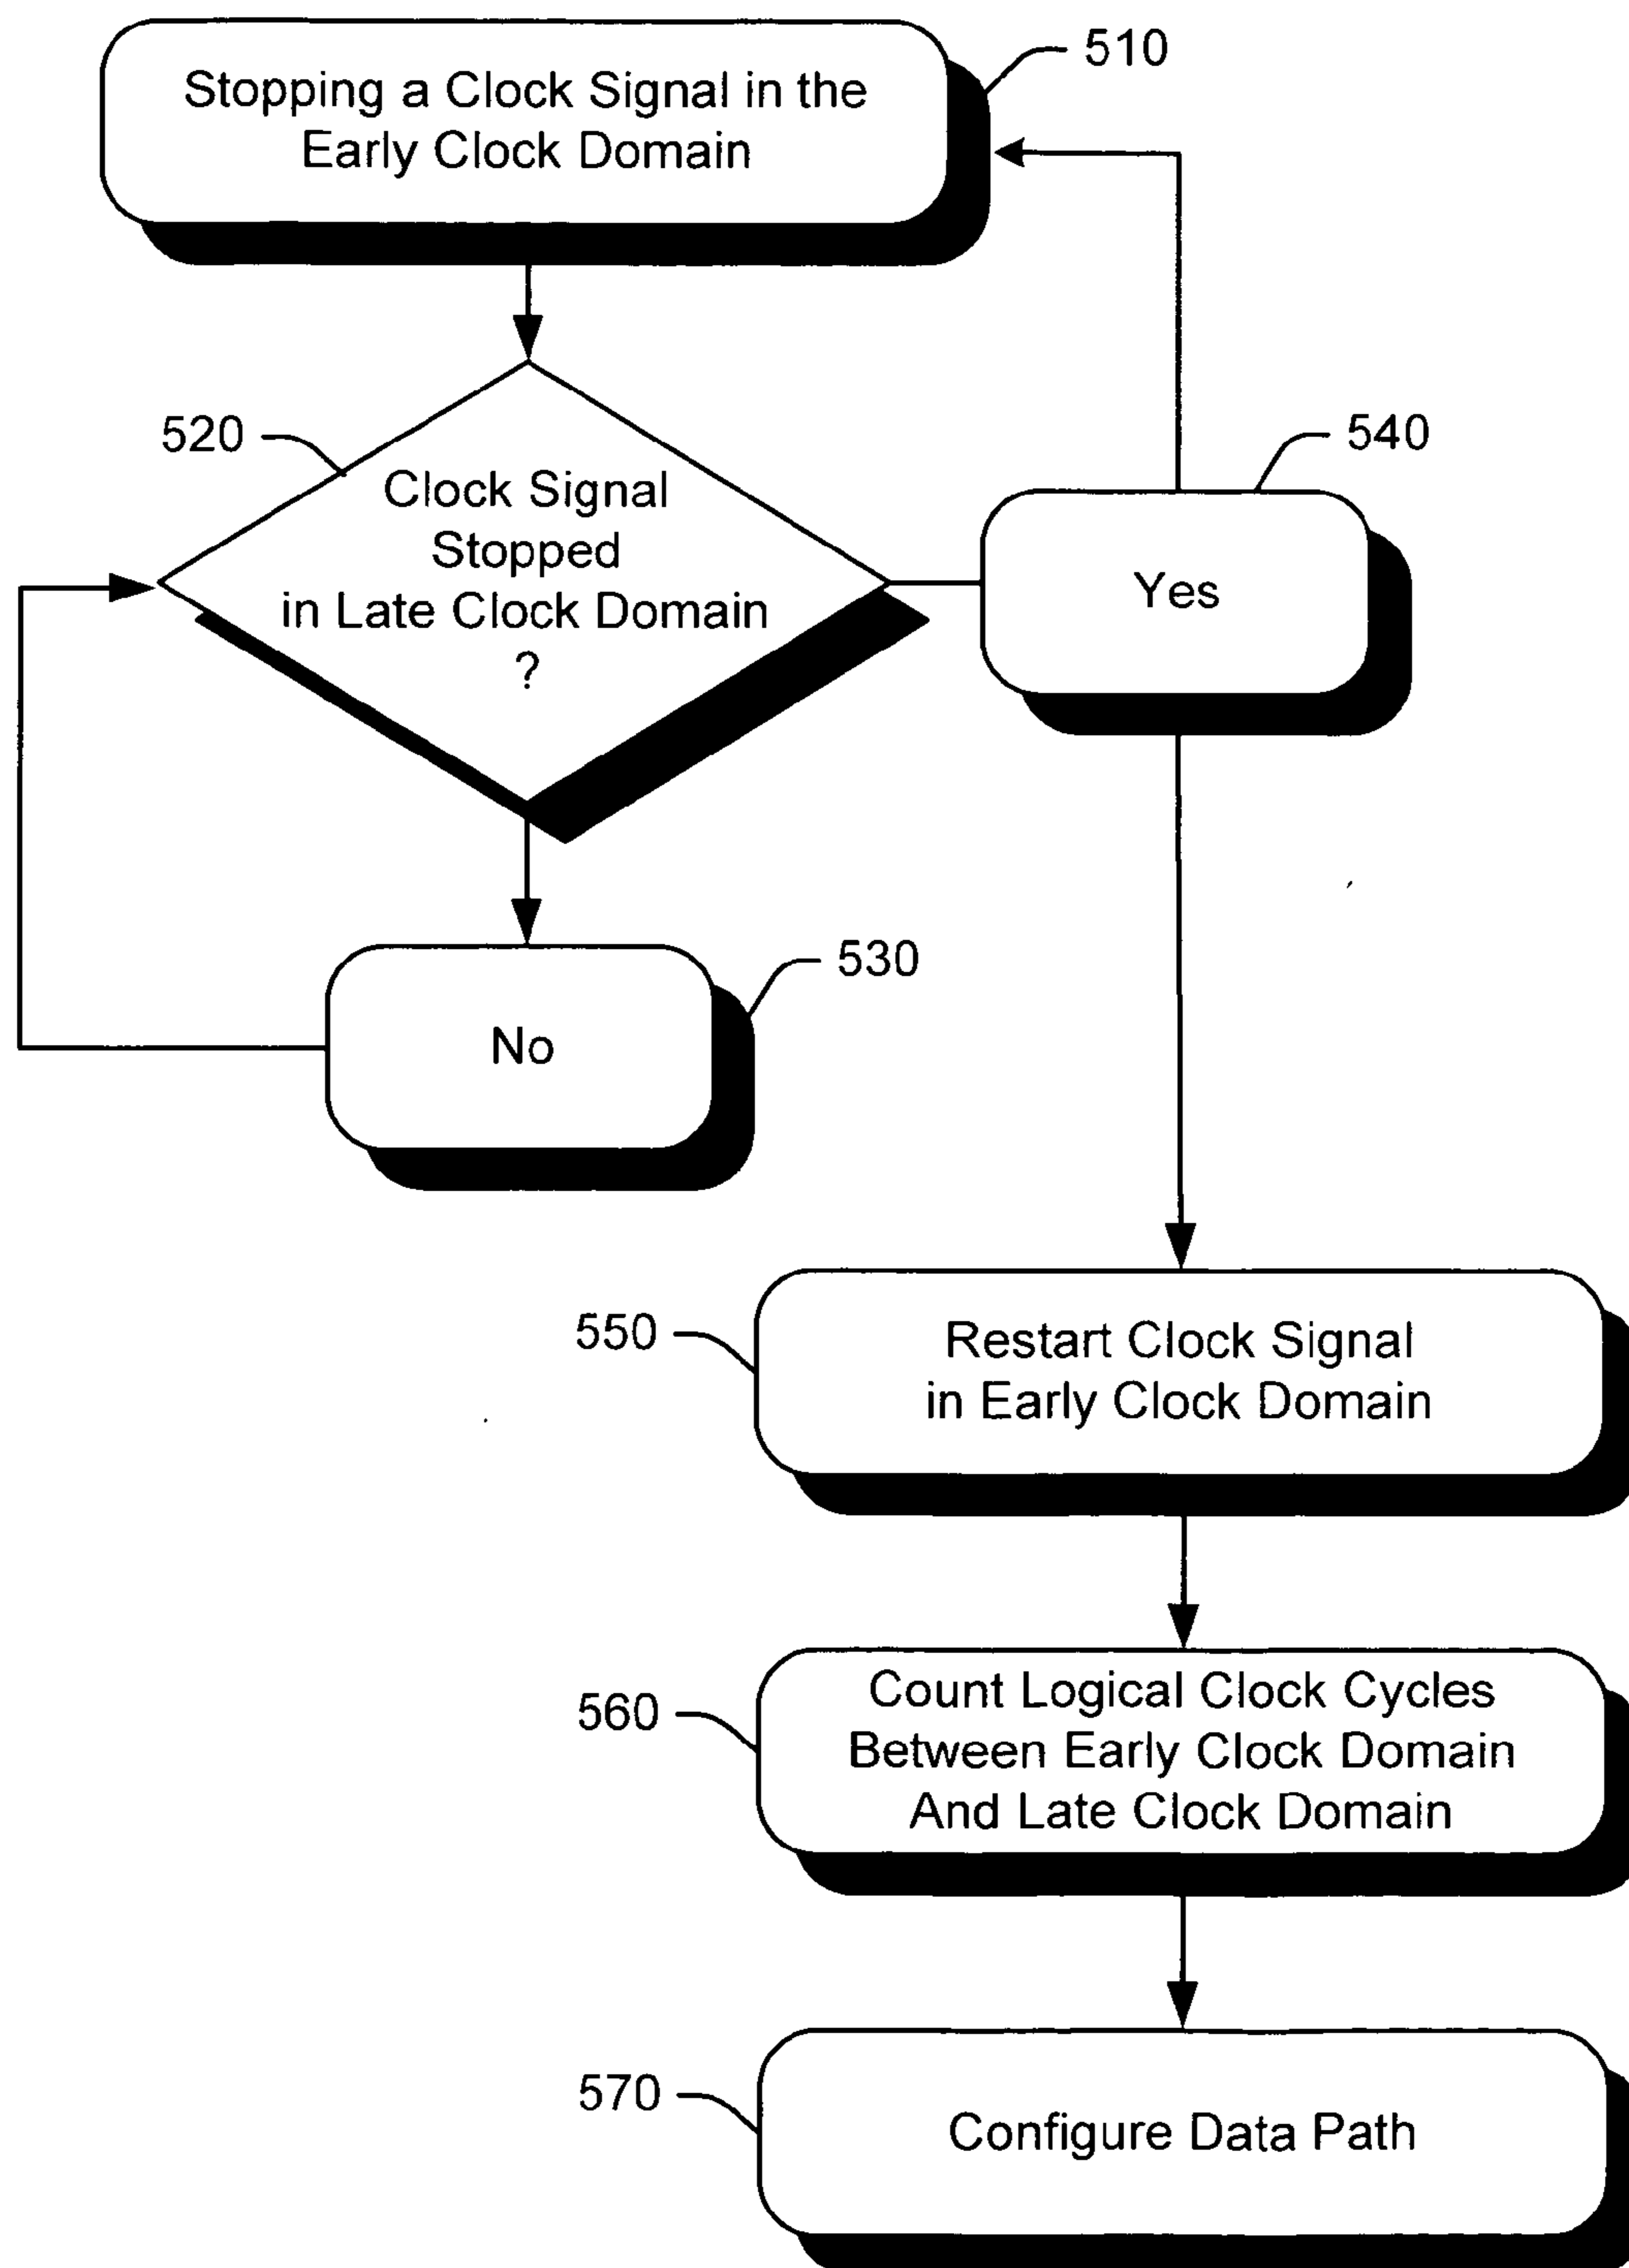 Stopping a Clock Signal in the
Early Clock Domain
510
520
Clock Signal
Stopped
in Late Clock Domain
?
540
Yes
530
No
550
Restart Clock Signal
in Early Clock Domain
560
Count Logical Clock Cycles
Between Early Clock Domain
And Late Clock Domain
570
Configure Data Path